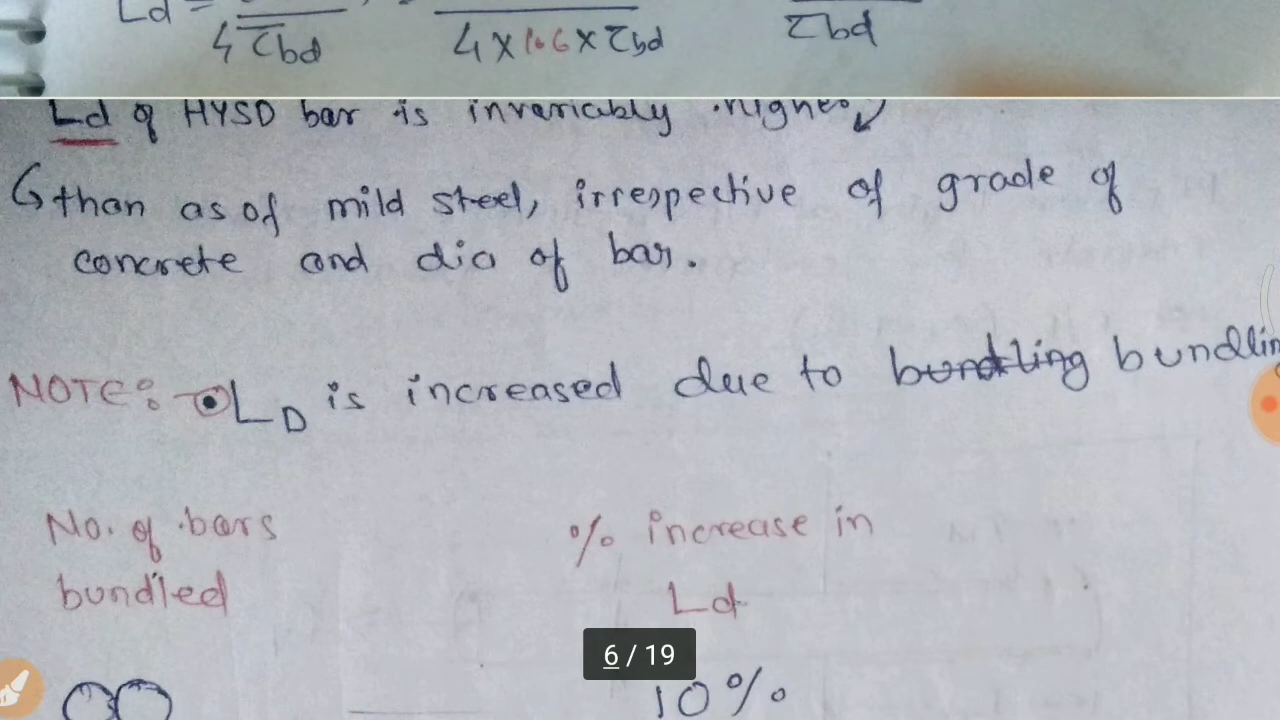 Ld =
4 τbd 4 × 1.6 × τbd τbd
Ld of HYSD bar is invariably higher
than as of mild steel, irrespective of grade of
concrete and dia of bar.
NOTE: LD is increased due to bundling bundlin
No. of bars % increase in
bundled Ld
6 / 19
10%